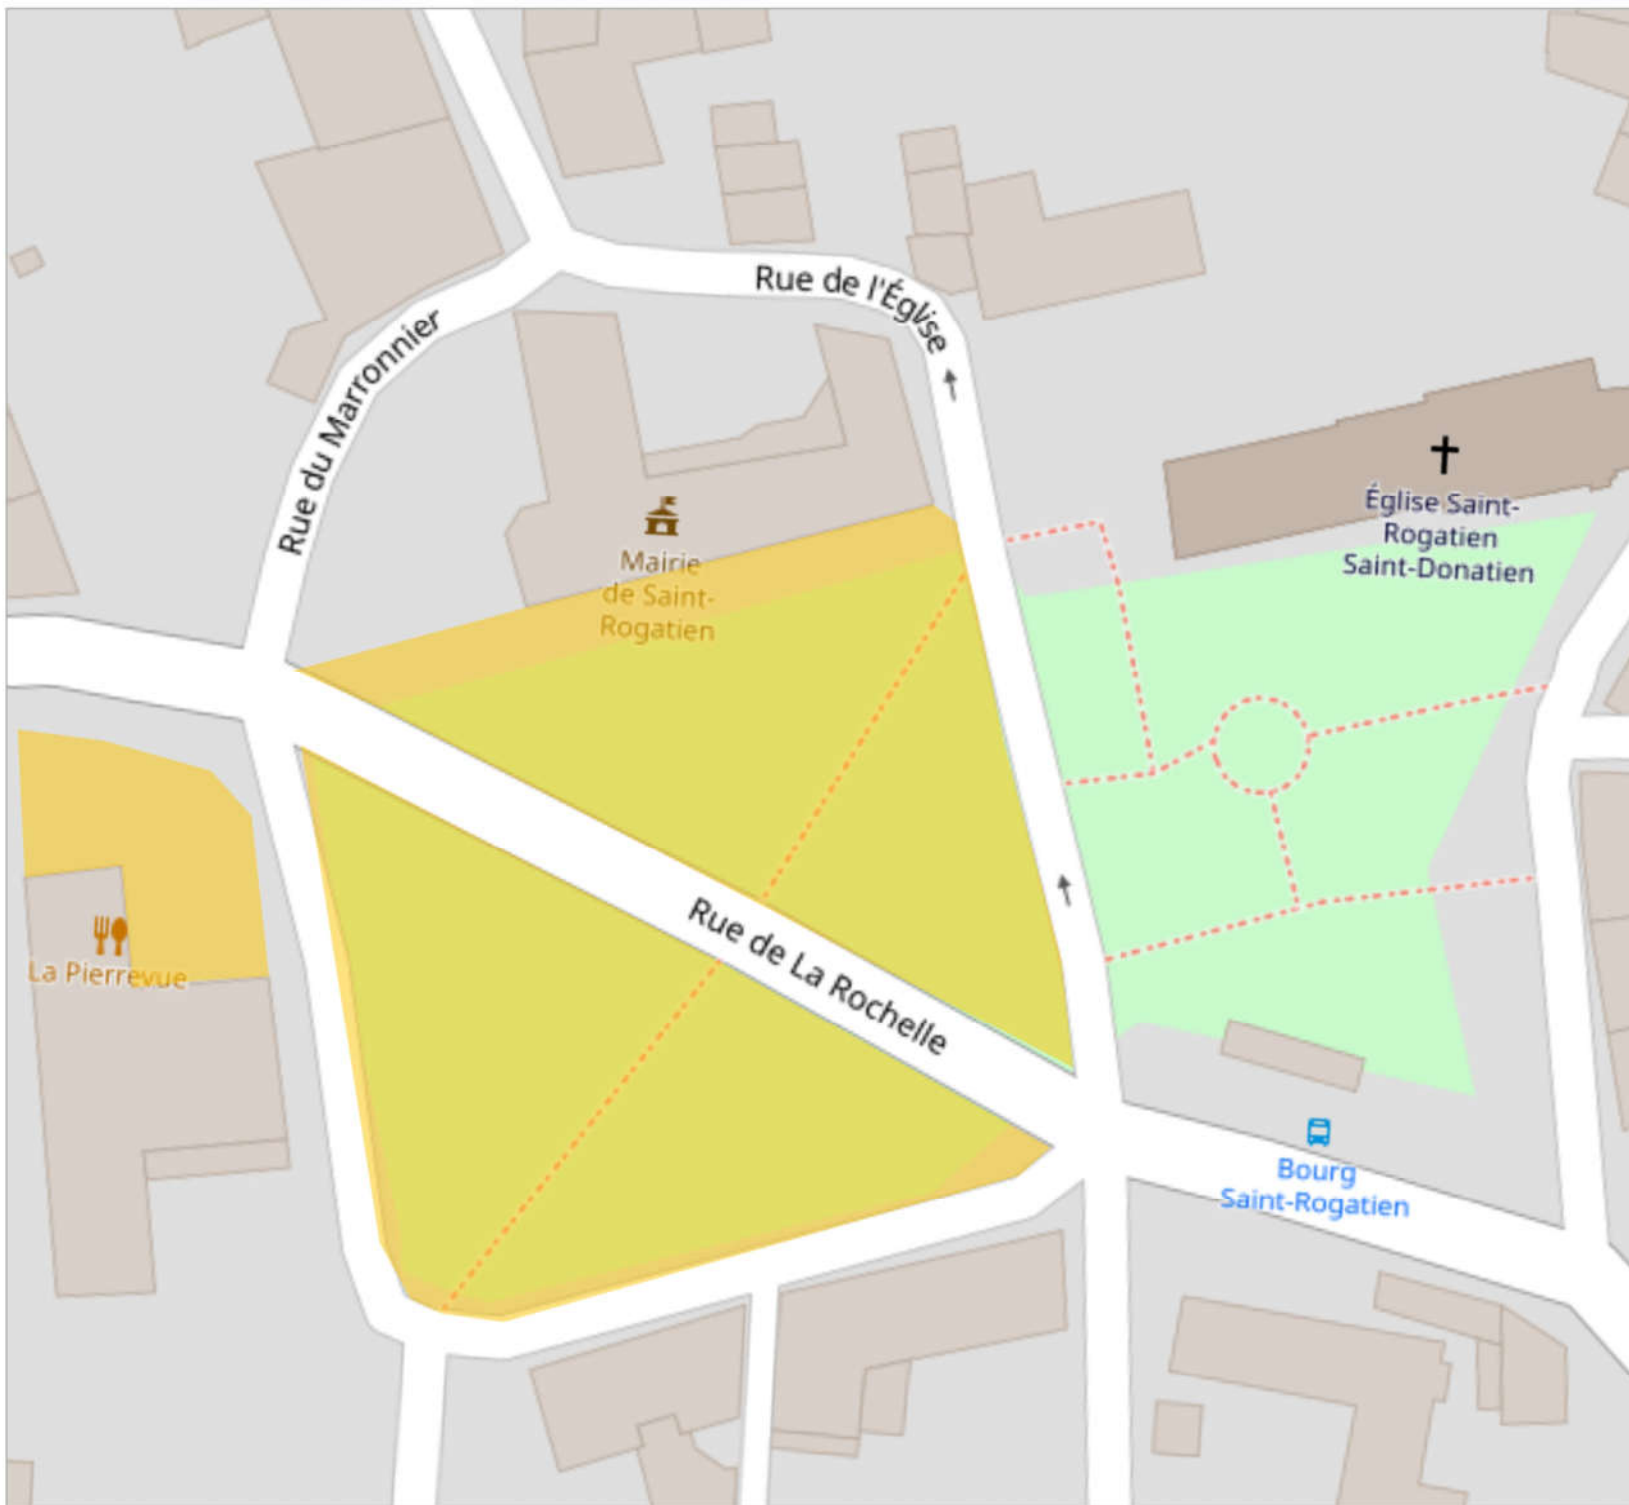 Rue de l'Église
Rue du Marronnier
Mairie
de Saint-
Rogatien
Église Saint-
Rogatien
Saint-Donatien
La Pierrevue
Rue de La Rochelle
Bourg
Saint-Rogatien